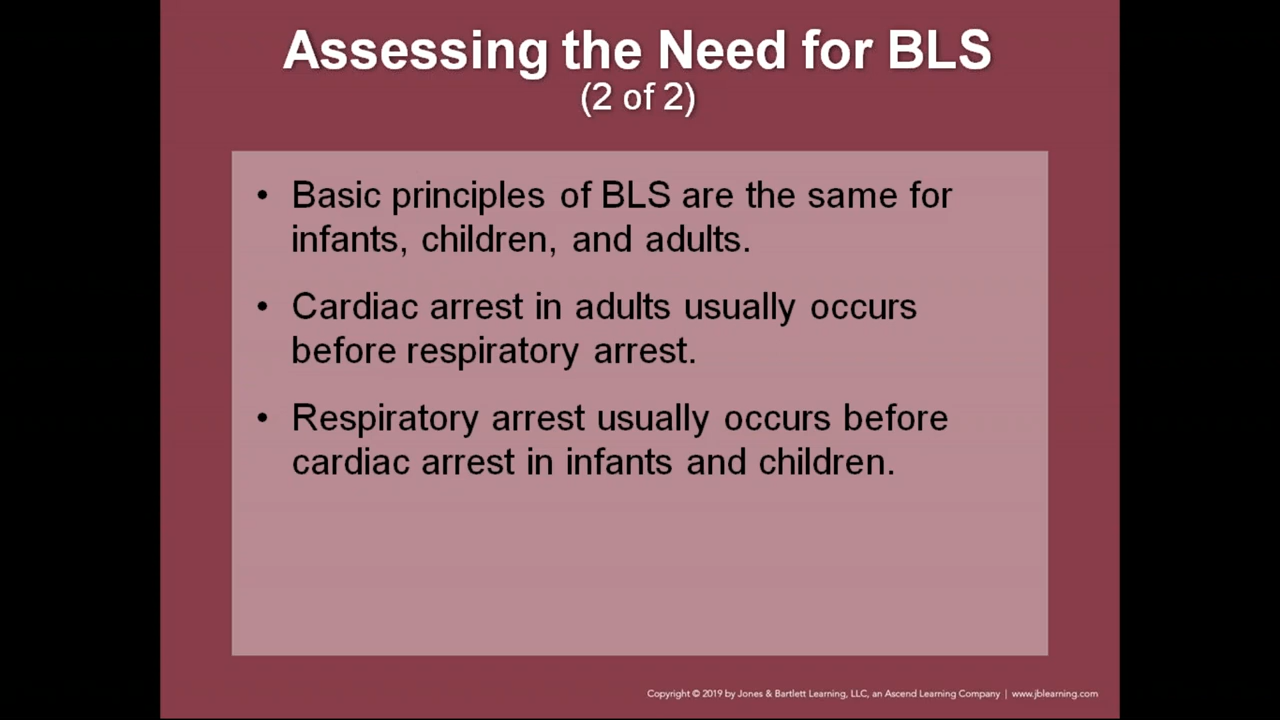 Assessing the Need for BLS
(2 of 2)
• Basic principles of BLS are the same for
infants, children, and adults.
• Cardiac arrest in adults usually occurs
before respiratory arrest.
• Respiratory arrest usually occurs before
cardiac arrest in infants and children.
Copyright © 2019 by Jones & Bartlett Learning, LLC, an Ascend Learning Company | www.jblearning.com